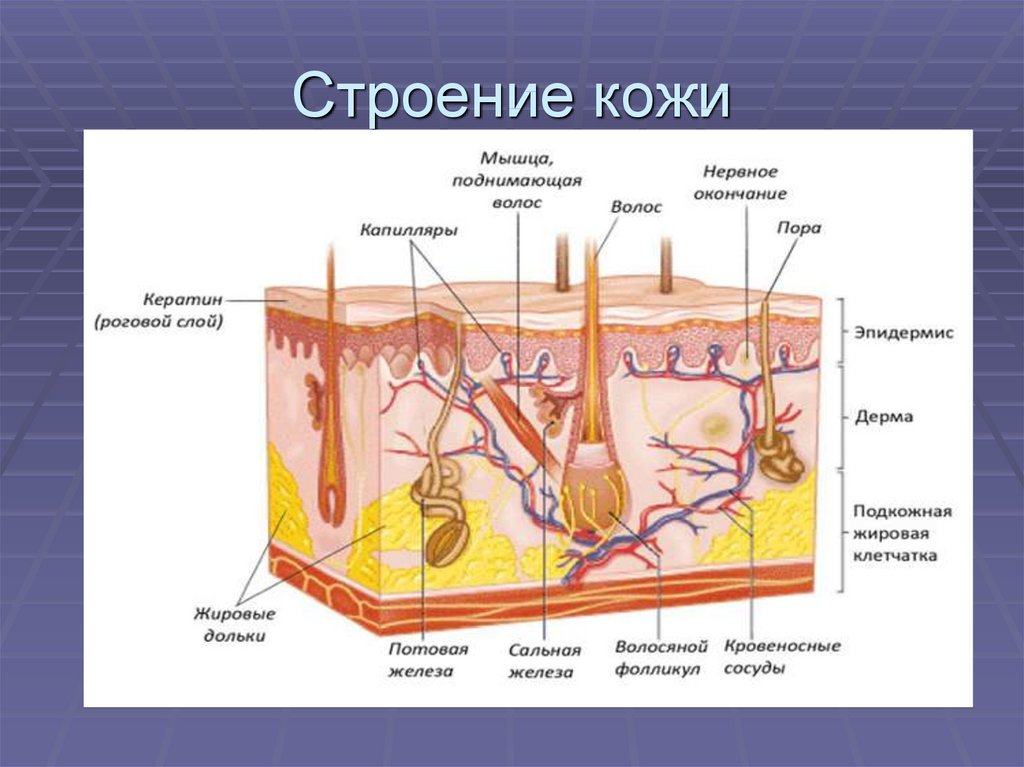 Строение кожи
Мышца,
поднимающая
волос
Нервное
окончание
Волос
Капилляры
Пора
Кератин
(роговой слой)
Эпидермис
Дерма
Подкожная
жировая
клетчатка
Жировые
дольки
Потовая
железа
Сальная
железа
Волосяной
фолликул
Кровеносные
сосуды